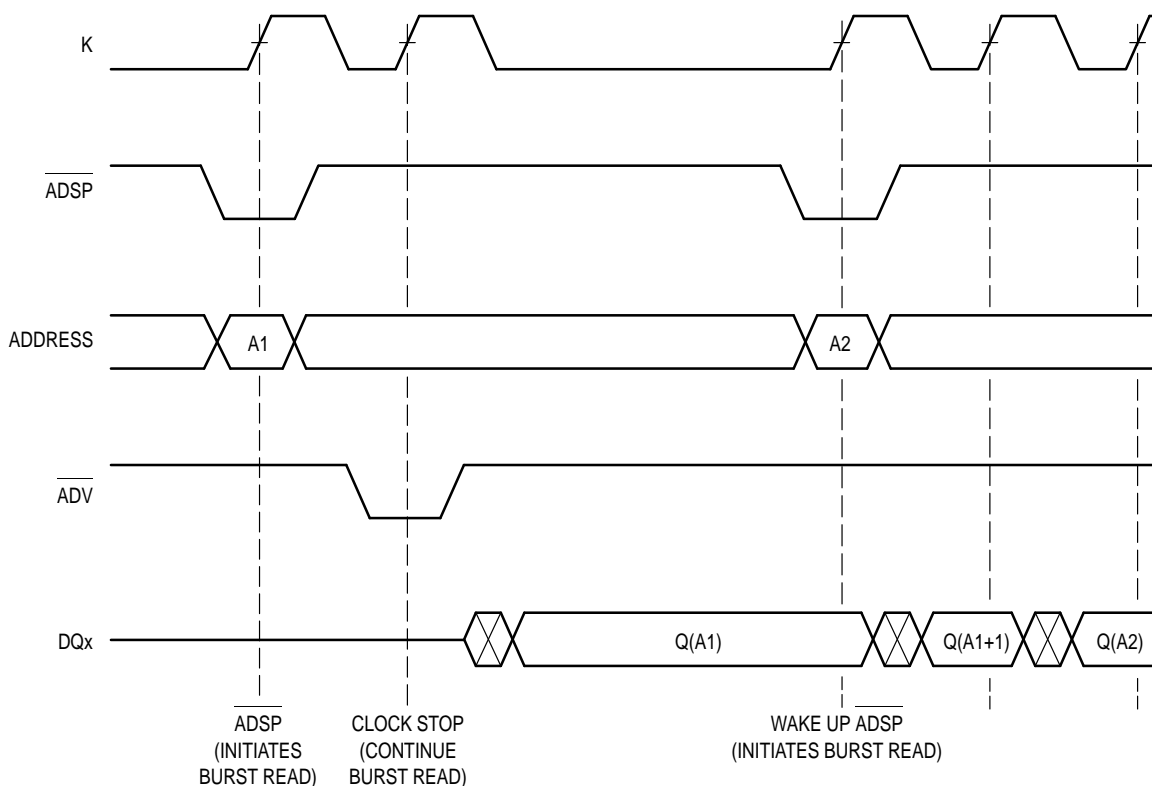 K
ADSP
ADDRESS
A1
A2
ADV
DQx
Q(A1)
Q(A1+1)
Q(A2)
ADSP
(INITIATES
BURST READ)
CLOCK STOP
(CONTINUE
BURST READ)
WAKE UP ADSP
(INITIATES BURST READ)